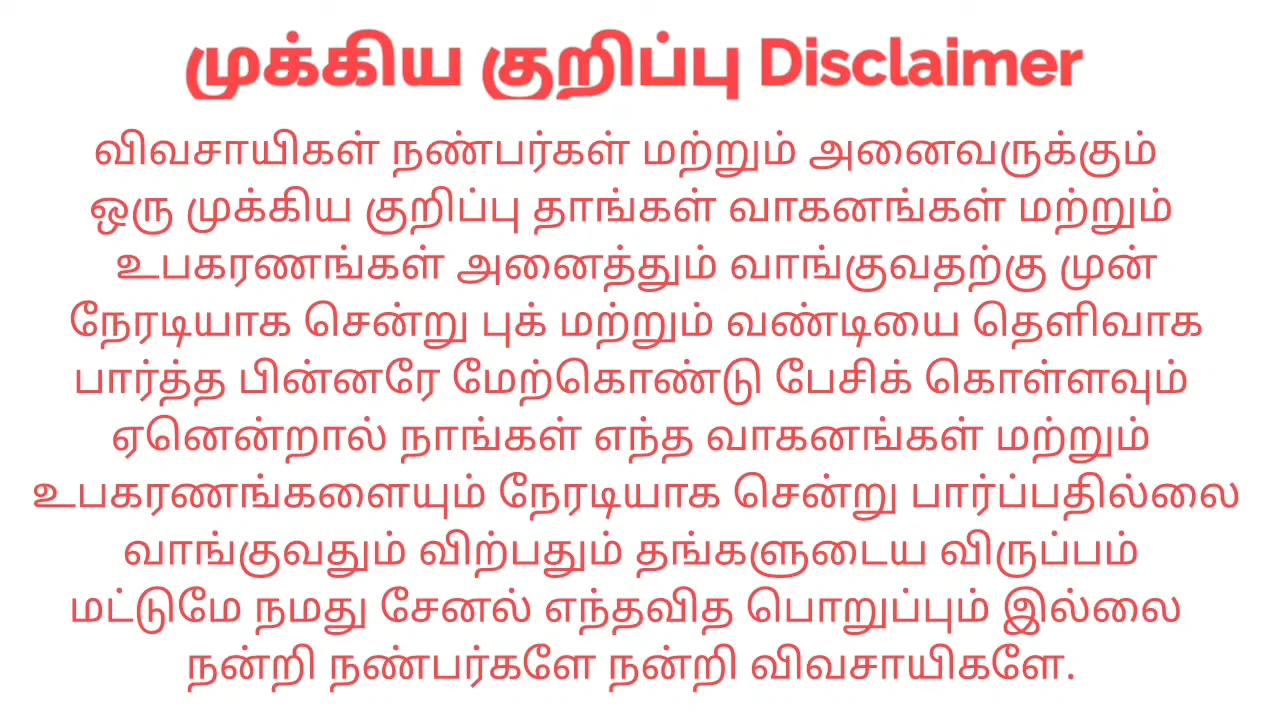 முக்கிய குறிப்பு Disclaimer
விவசாயிகள் நண்பர்கள் மற்றும் அனைவருக்கும்
ஒரு முக்கிய குறிப்பு தாங்கள் வாகனங்கள் மற்றும்
உபகரணங்கள் அனைத்தும் வாங்குவதற்கு முன்
நேரடியாக சென்று புக் மற்றும் வண்டியை தெளிவாக
பார்த்த பின்னரே மேற்கொண்டு பேசிக் கொள்ளவும்
ஏனென்றால் நாங்கள் எந்த வாகனங்கள் மற்றும்
உபகரணங்களையும் நேரடியாக சென்று பார்ப்பதில்லை
வாங்குவதும் விற்பதும் தங்களுடைய விருப்பம்
மட்டுமே நமது சேனல் எந்தவித பொறுப்பும் இல்லை
நன்றி நண்பர்களே நன்றி விவசாயிகளே.